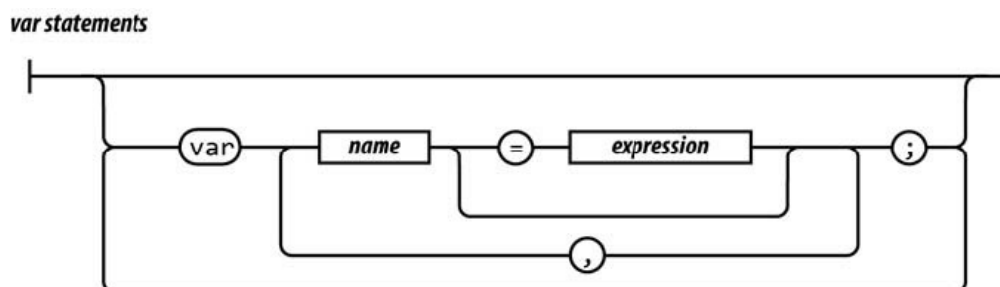 var statements
var name = expression ;
,